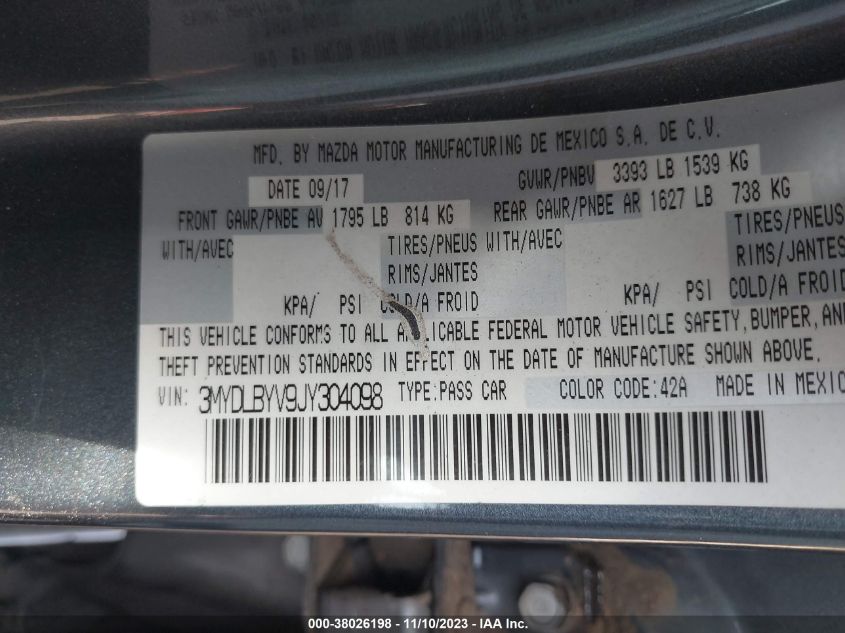 MFD. BY MAZDA MOTOR MANUFACTURING DE MEXICO S.A. DE C.V.
DATE 09/17 GVWR/PNBV 3393 LB 1539 KG
FRONT GAWR/PNBE AV 1795 LB 814 KG REAR GAWR/PNBE AR 1627 LB 738 KG
WITH/AVEC TIRES/PNEUS WITH/AVEC TIRES/PNEUS
RIMS/JANTES RIMS/JANTES
KPA/ PSI COLD/A FROID KPA/ PSI COLD/A FROID
THIS VEHICLE CONFORMS TO ALL APPLICABLE FEDERAL MOTOR VEHICLE SAFETY, BUMPER, AND
THEFT PREVENTION STANDARDS IN EFFECT ON THE DATE OF MANUFACTURE SHOWN ABOVE.
VIN: 3MYDLBYV9JY304098 TYPE:PASS CAR COLOR CODE:42A MADE IN MEXICO
000-38026198 - 11/10/2023 - IAA Inc.